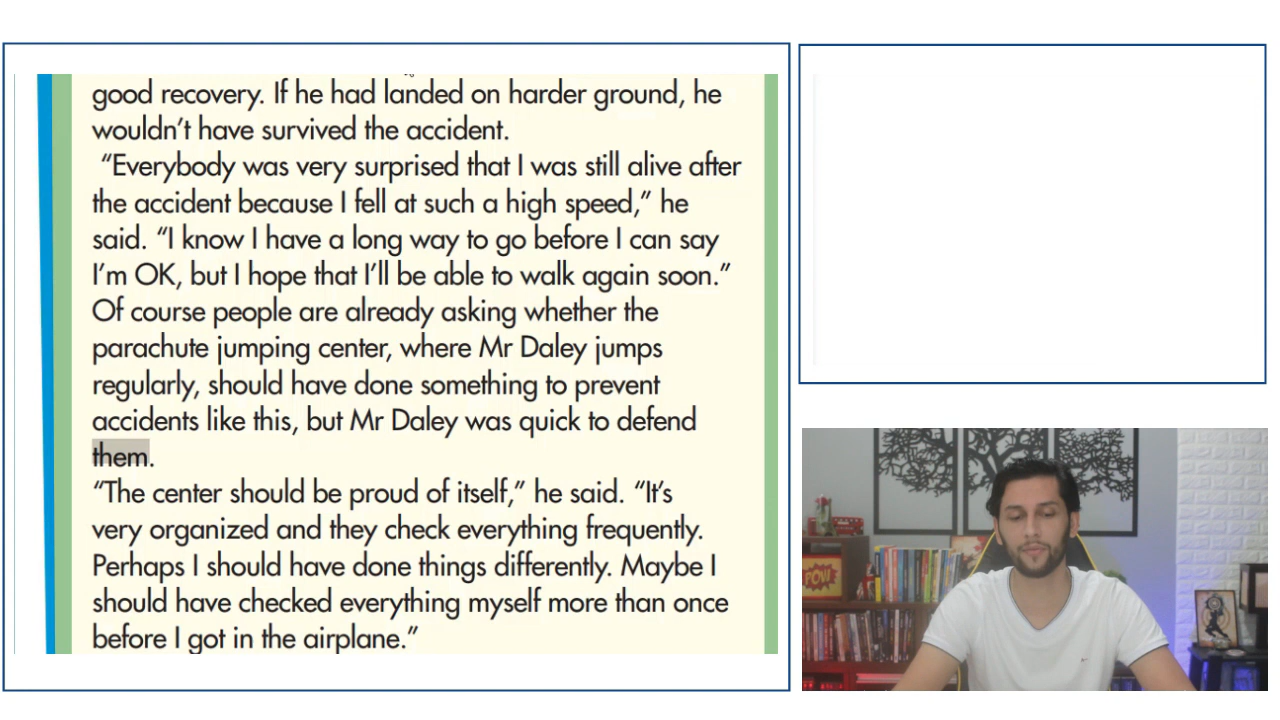 good recovery. If he had landed on harder ground, he
wouldn’t have survived the accident.
“Everybody was very surprised that I was still alive after
the accident because I fell at such a high speed,” he
said. “I know I have a long way to go before I can say
I’m OK, but I hope that I’ll be able to walk again soon.”
Of course people are already asking whether the
parachute jumping center, where Mr Daley jumps
regularly, should have done something to prevent
accidents like this, but Mr Daley was quick to defend
them.
“The center should be proud of itself,” he said. “It’s
very organized and they check everything frequently.
Perhaps I should have done things differently. Maybe I
should have checked everything myself more than once
before I got in the airplane.”
POW!